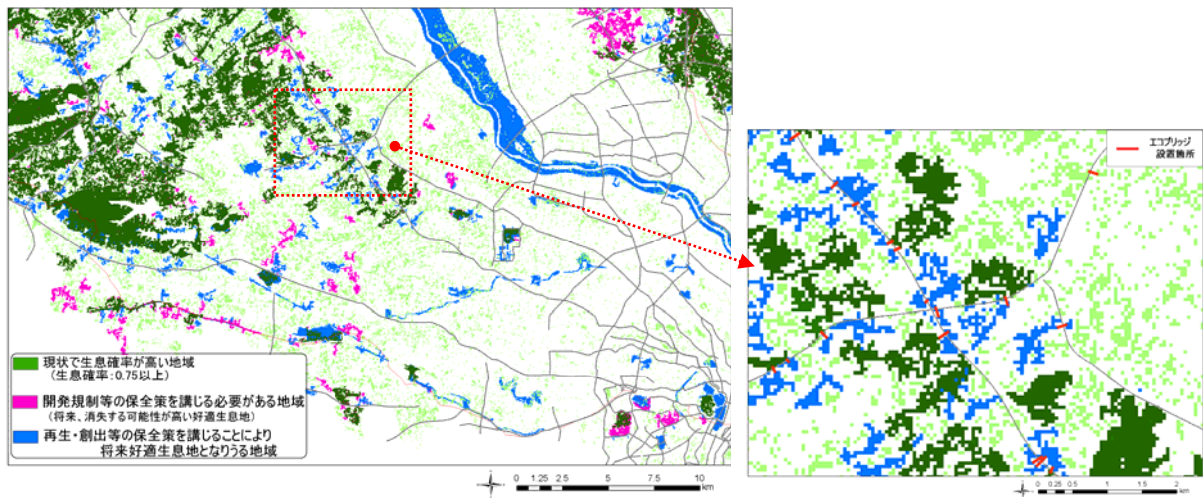 エコブリッジ
設置箇所
現状で生息確率が高い地域
(生息確率:0.75以上)
開発規制等の保全策を講じる必要がある地域
(将来、消失する可能性が高い好適生息地)
再生・創出等の保全策を講じることにより
将来好適生息地となりうる地域
0 1.25 2.5 5 7.5 10
km
0 0.25 0.5 1 1.5 2
km